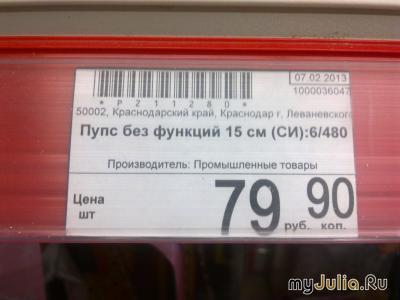 07.02.2013
* P 2 1 1 2 8 0 *
1000036047
50002, Краснодарский край, Краснодар г, Леваневского
Пупс без функций 15 см (СИ):6/480
Производитель: Промышленные товары
Цена
шт
79 руб. 90 коп.
myJulia.Ru